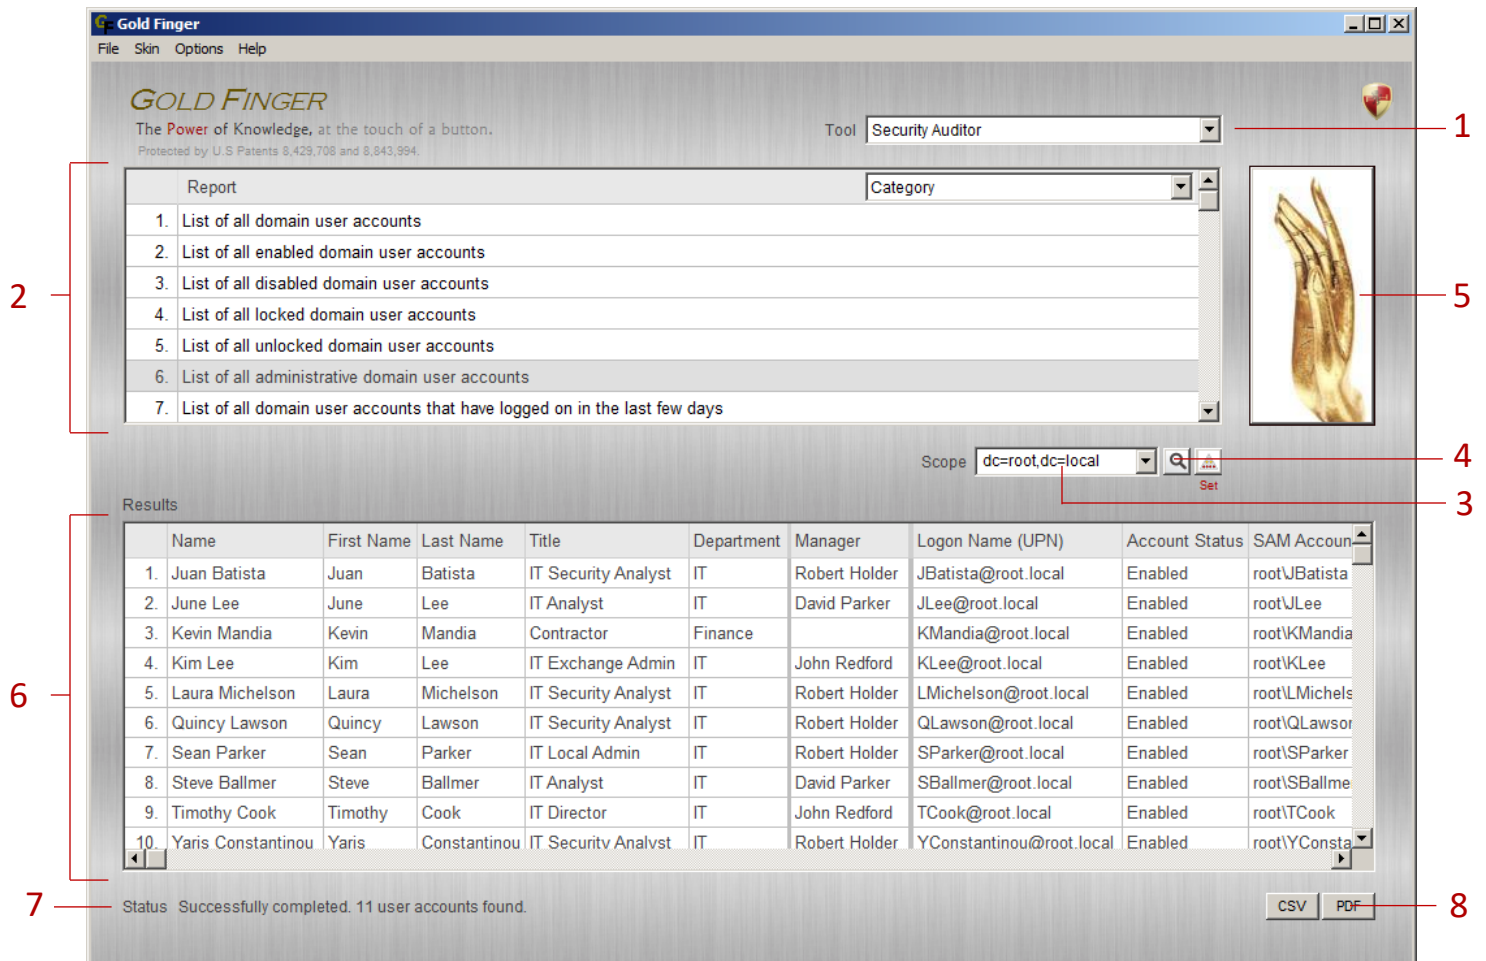 Gold Finger
File Skin Options Help
GOLD FINGER
The Power of Knowledge, at the touch of a button.
Protected by U.S Patents 8,429,708 and 8,843,994.
Tool Security Auditor
1
Report Category
1. List of all domain user accounts
2. List of all enabled domain user accounts
3. List of all disabled domain user accounts
4. List of all locked domain user accounts
5. List of all unlocked domain user accounts
6. List of all administrative domain user accounts
7. List of all domain user accounts that have logged on in the last few days
2
5
Scope dc=root,dc=local
4
Set
3
Results
Name First Name Last Name Title Department Manager Logon Name (UPN) Account Status SAM Accoun
1. Juan Batista Juan Batista IT Security Analyst IT Robert Holder JBatista@root.local Enabled root\JBatista
2. June Lee June Lee IT Analyst IT David Parker JLee@root.local Enabled root\JLee
3. Kevin Mandia Kevin Mandia Contractor Finance KMandia@root.local Enabled root\KMandia
4. Kim Lee Kim Lee IT Exchange Admin IT John Redford KLee@root.local Enabled root\KLee
5. Laura Michelson Laura Michelson IT Security Analyst IT Robert Holder LMichelson@root.local Enabled root\LMichels
6. Quincy Lawson Quincy Lawson IT Security Analyst IT Robert Holder QLawson@root.local Enabled root\QLawson
7. Sean Parker Sean Parker IT Local Admin IT Robert Holder SParker@root.local Enabled root\SParker
8. Steve Ballmer Steve Ballmer IT Analyst IT David Parker SBallmer@root.local Enabled root\SBallme
9. Timothy Cook Timothy Cook IT Director IT John Redford TCook@root.local Enabled root\TCook
10. Yaris Constantinou Yaris Constantinou IT Security Analyst IT Robert Holder YConstantinou@root.local Enabled root\YConsta
6
7
Status Successfully completed. 11 user accounts found.
CSV PDF
8